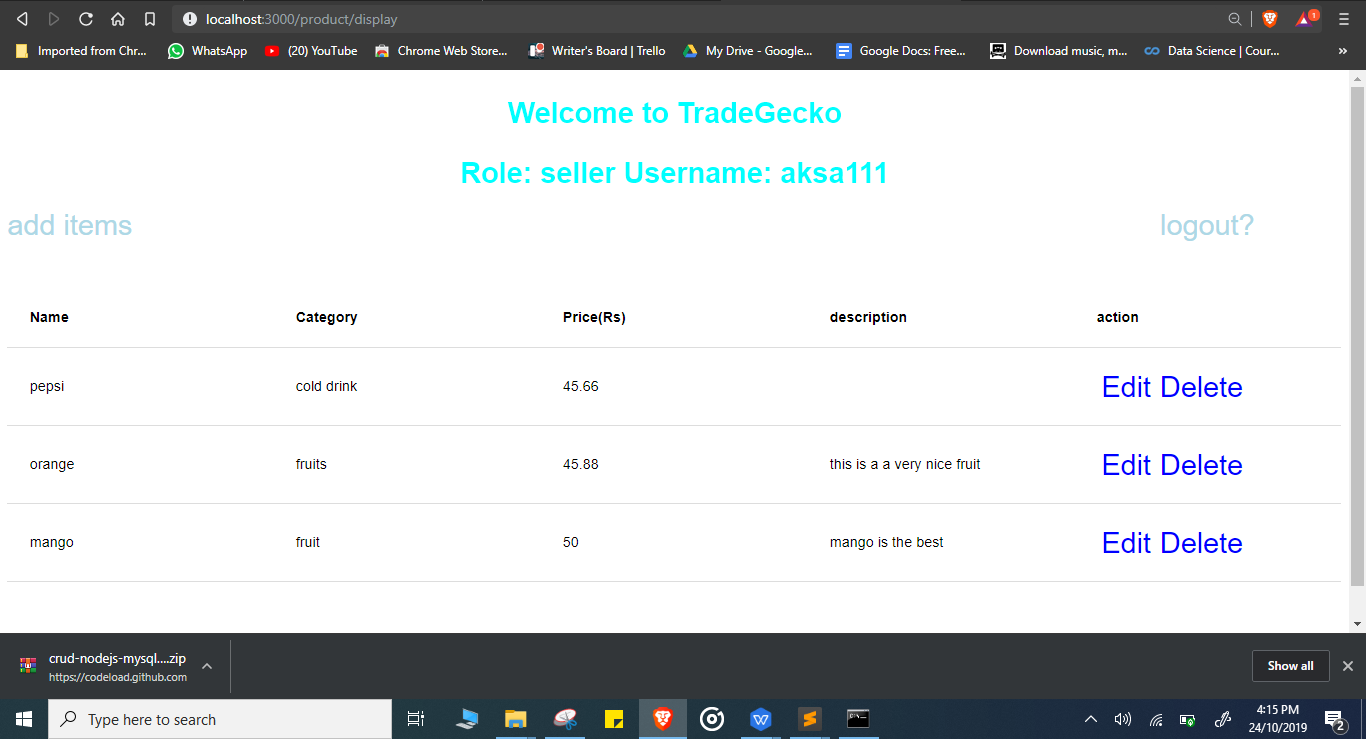 localhost:3000/product/display
1
Imported from Chr...
WhatsApp
(20) YouTube
Chrome Web Store...
Writer's Board | Trello
My Drive - Google...
Google Docs: Free...
Download music, m...
Data Science | Cour...
»
Welcome to TradeGecko
Role: seller Username: aksa111
add items
logout?
Name Category Price(Rs) description action
pepsi cold drink 45.66 Edit Delete
orange fruits 45.88 this is a a very nice fruit Edit Delete
mango fruit 50 mango is the best Edit Delete
crud-nodejs-mysql....zip
https://codeload.github.com
Show all
Type here to search
4:15 PM
24/10/2019
2